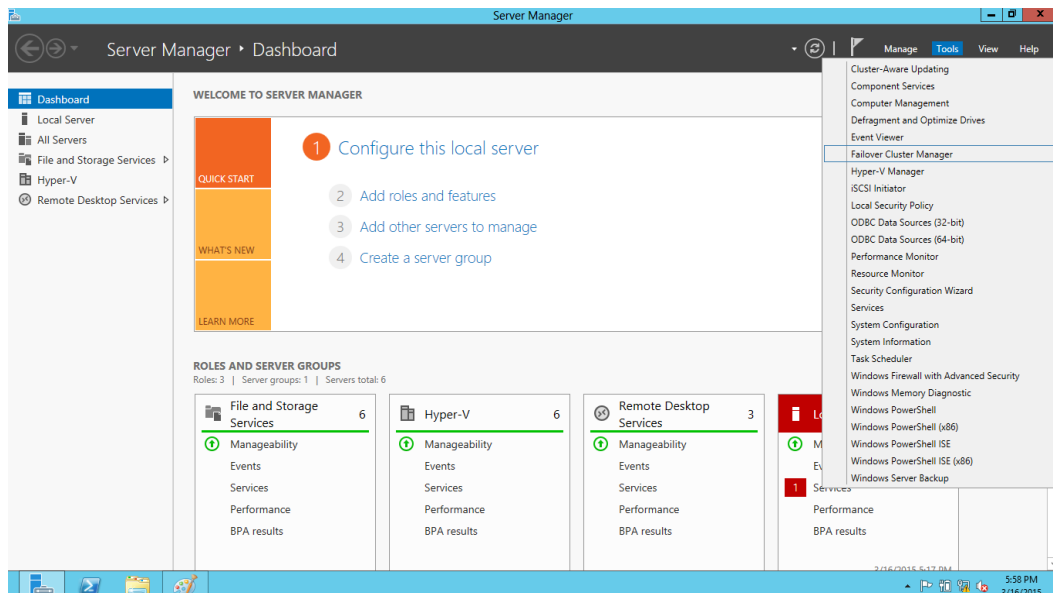 Server Manager
Server Manager • Dashboard
Manage Tools View Help
Dashboard
Local Server
All Servers
File and Storage Services
Hyper-V
Remote Desktop Services
WELCOME TO SERVER MANAGER
QUICK START
WHAT'S NEW
LEARN MORE
1 Configure this local server
2 Add roles and features
3 Add other servers to manage
4 Create a server group
Cluster-Aware Updating
Component Services
Computer Management
Defragment and Optimize Drives
Event Viewer
Failover Cluster Manager
Hyper-V Manager
iSCSI Initiator
Local Security Policy
ODBC Data Sources (32-bit)
ODBC Data Sources (64-bit)
Performance Monitor
Resource Monitor
Security Configuration Wizard
Services
System Configuration
System Information
Task Scheduler
Windows Firewall with Advanced Security
Windows Memory Diagnostic
Windows PowerShell
Windows PowerShell (x86)
Windows PowerShell ISE
Windows PowerShell ISE (x86)
Windows Server Backup
ROLES AND SERVER GROUPS
Roles: 3 | Server groups: 1 | Servers total: 6
File and Storage
Services
6
Manageability
Events
Services
Performance
BPA results
Hyper-V 6
Manageability
Events
Services
Performance
BPA results
Remote Desktop
Services
3
Manageability
Events
Services
Performance
BPA results
1 Services
Performance
BPA results
3/16/2015 5:17 PM
5:58 PM
3/16/2015